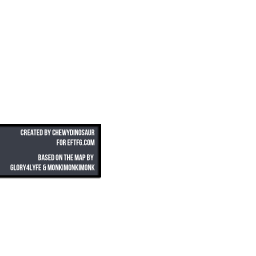 CREATED BY CHEWYDINOSAUR
FOR EFTFG.COM
BASED ON THE MAP BY
GLORY4LYFE & MONKIMONKIMONK